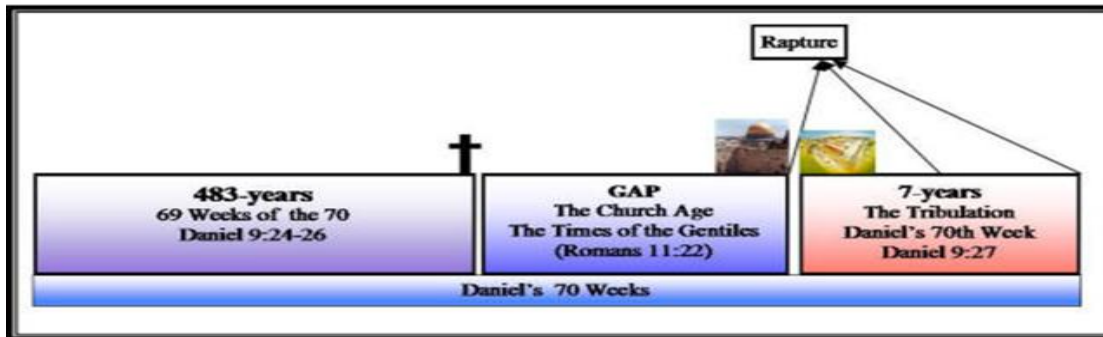 Rapture
483-years
69 Weeks of the 70
Daniel 9:24-26
GAP
The Church Age
The Times of the Gentiles
(Romans 11:22)
7-years
The Tribulation
Daniel's 70th Week
Daniel 9:27
Daniel's 70 Weeks